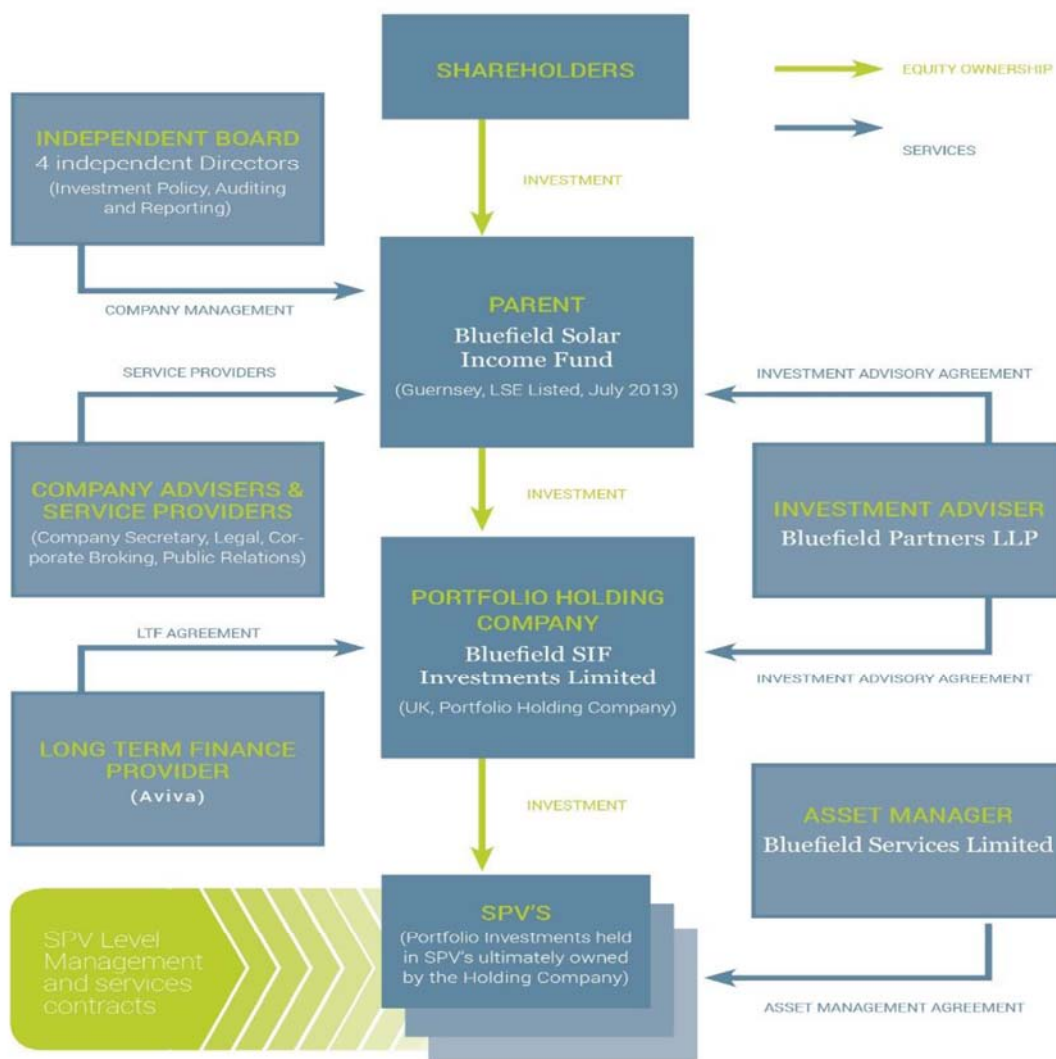 SHAREHOLDERS
EQUITY OWNERSHIP
SERVICES
INDEPENDENT BOARD
4 independent Directors
(Investment Policy, Auditing
and Reporting)
INVESTMENT
COMPANY MANAGEMENT
PARENT
Bluefield Solar
Income Fund
(Guernsey, LSE Listed, July 2013)
SERVICE PROVIDERS
INVESTMENT ADVISORY AGREEMENT
COMPANY ADVISERS &
SERVICE PROVIDERS
(Company Secretary, Legal, Cor-
porate Broking, Public Relations)
INVESTMENT
INVESTMENT ADVISER
Bluefield Partners LLP
PORTFOLIO HOLDING
COMPANY
Bluefield SIF
Investments Limited
(UK, Portfolio Holding Company)
LTF AGREEMENT
INVESTMENT ADVISORY AGREEMENT
LONG TERM FINANCE
PROVIDER
(Aviva)
INVESTMENT
ASSET MANAGER
Bluefield Services Limited
SPV'S
(Portfolio Investments held
in SPV's ultimately owned
by the Holding Company)
SPV Level
Management
and services
contracts
ASSET MANAGEMENT AGREEMENT